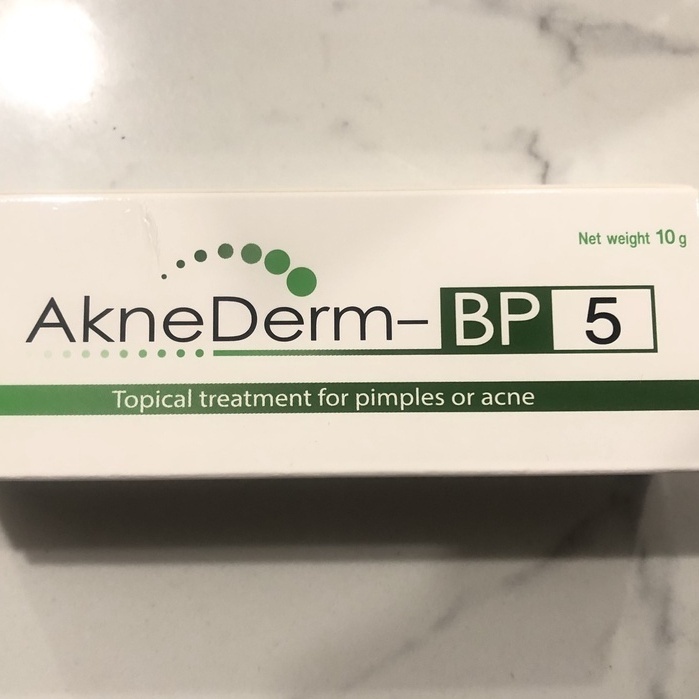 Net weight 10 g
AkneDerm–BP 5
Topical treatment for pimples or acne